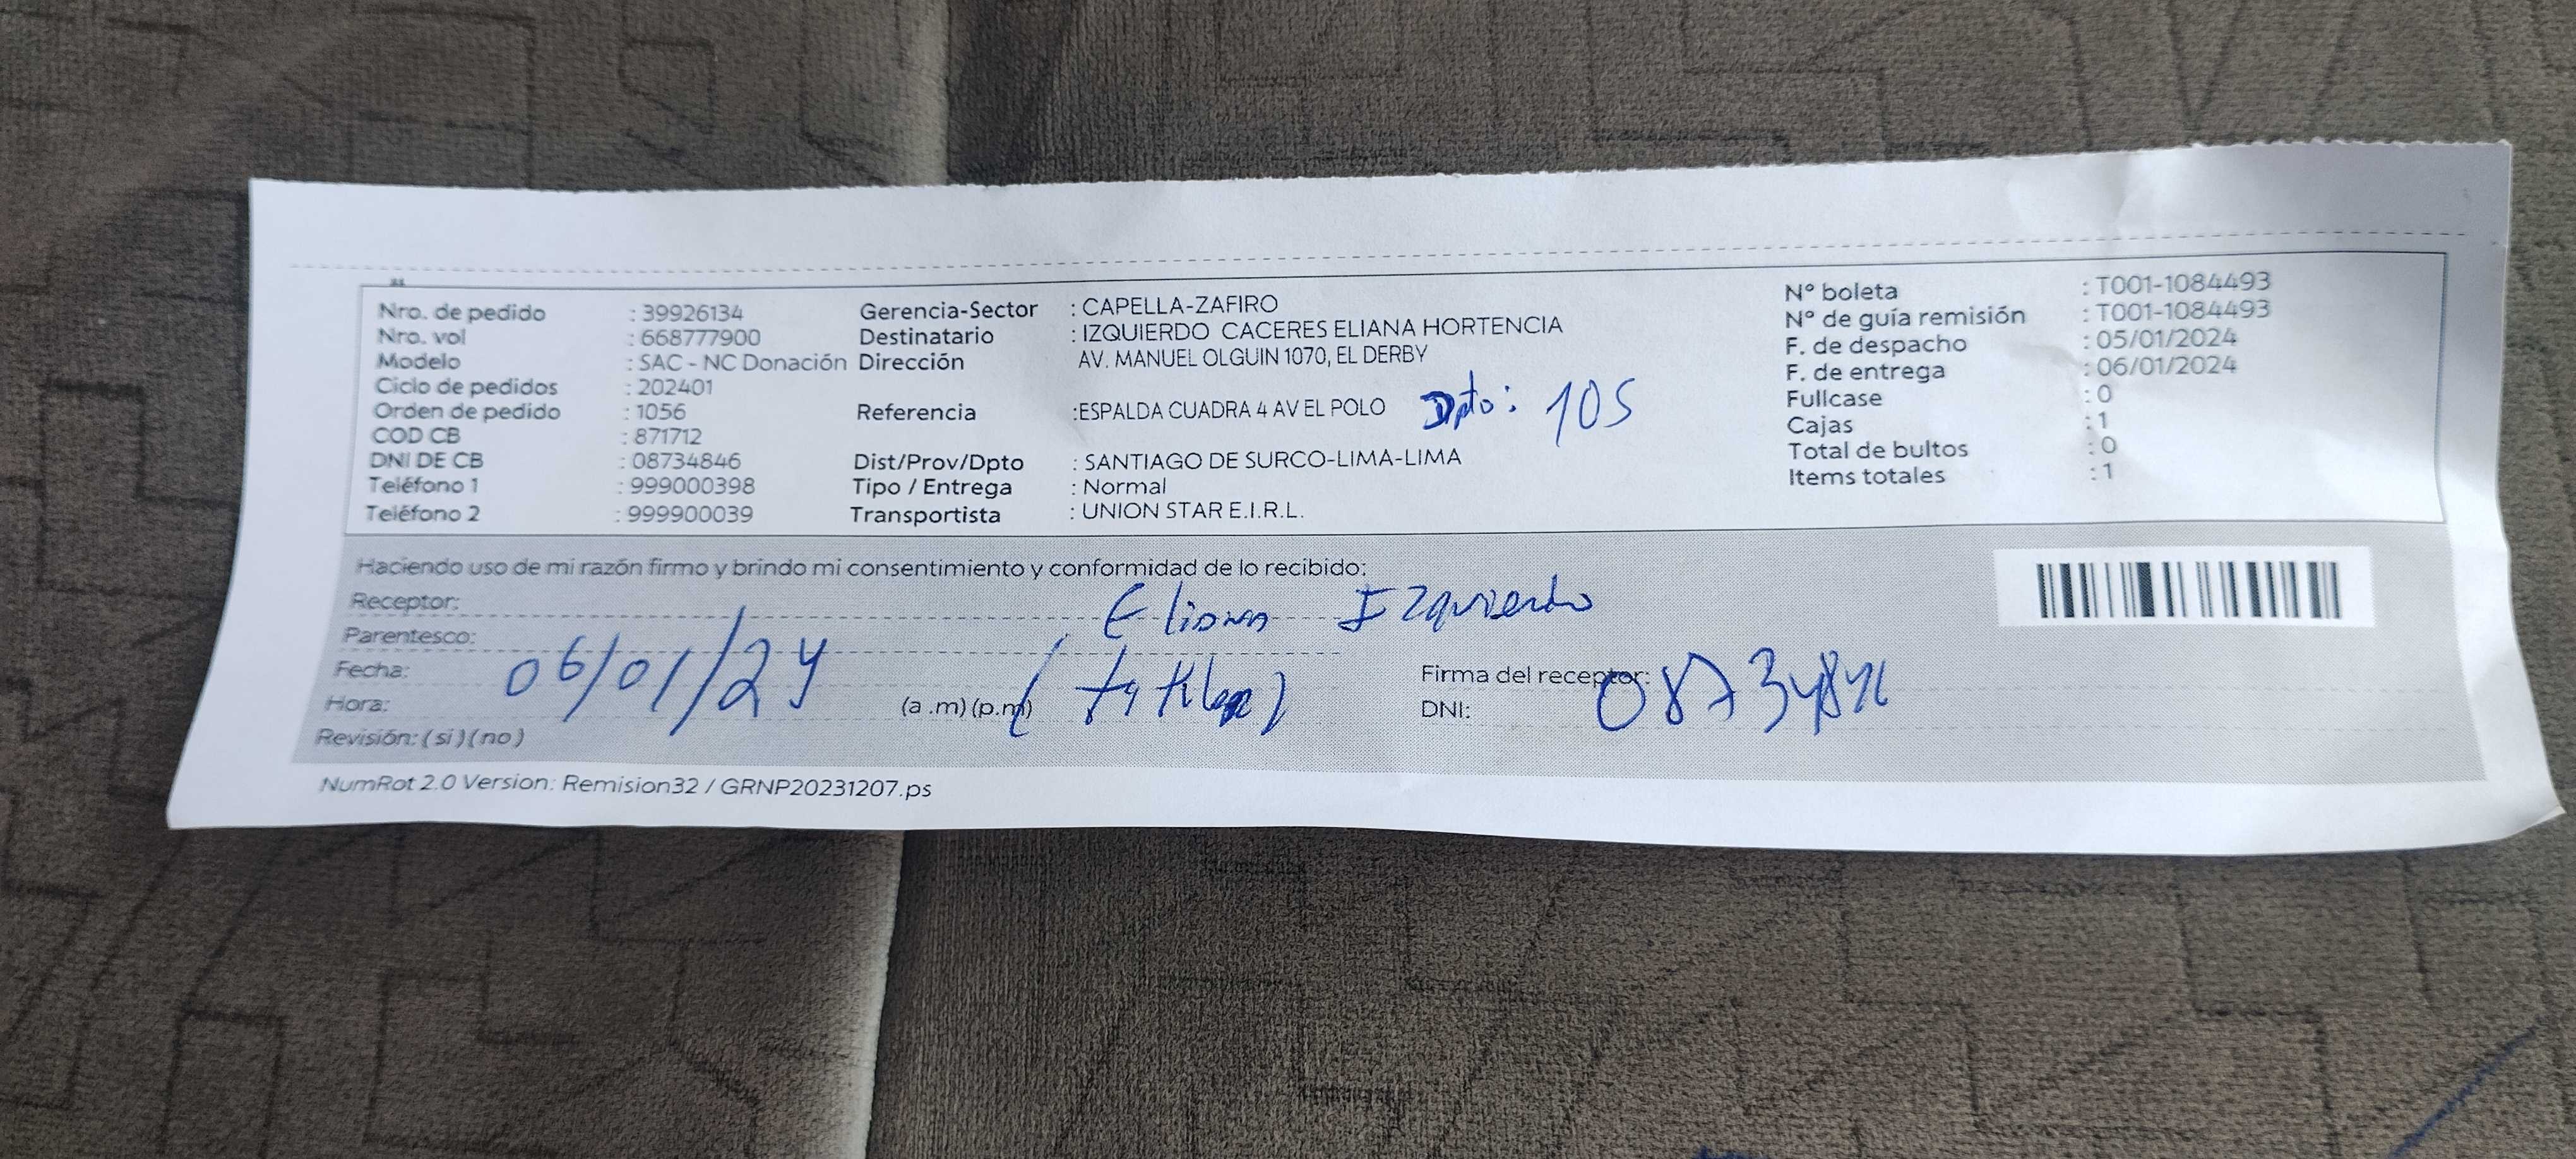 Nro. de pedido : 39926134
Nro. vol : 668777900
Modelo : SAC - NC Donación
Ciclo de pedidos : 202401
Orden de pedido : 1056
COD CB : 871712
DNI DE CB : 08734846
Teléfono 1 : 999000398
Teléfono 2 : 999900039
Gerencia-Sector : CAPELLA-ZAFIRO
Destinatario : IZQUIERDO CACERES ELIANA HORTENCIA
Dirección AV. MANUEL OLGUIN 1070, EL DERBY
Referencia :ESPALDA CUADRA 4 AV EL POLO Dpto: 105
Dist/Prov/Dpto : SANTIAGO DE SURCO-LIMA-LIMA
Tipo / Entrega : Normal
Transportista : UNION STAR E.I.R.L.
N° boleta : T001-1084493
N° de guía remisión : T001-1084493
F. de despacho : 05/01/2024
F. de entrega : 06/01/2024
Fullcase : 0
Cajas : 1
Total de bultos : 0
Items totales : 1
Haciendo uso de mi razón firmo y brindo mi consentimiento y conformidad de lo recibido:
Receptor: Eliana Izquierdo
Parentesco:
Fecha: 06/01/24
Hora: (a .m) (p.m)
Firma del receptor:
DNI:
Revisión: ( si ) ( no )
NumRot 2.0 Version: Remision32 / GRNP20231207.ps